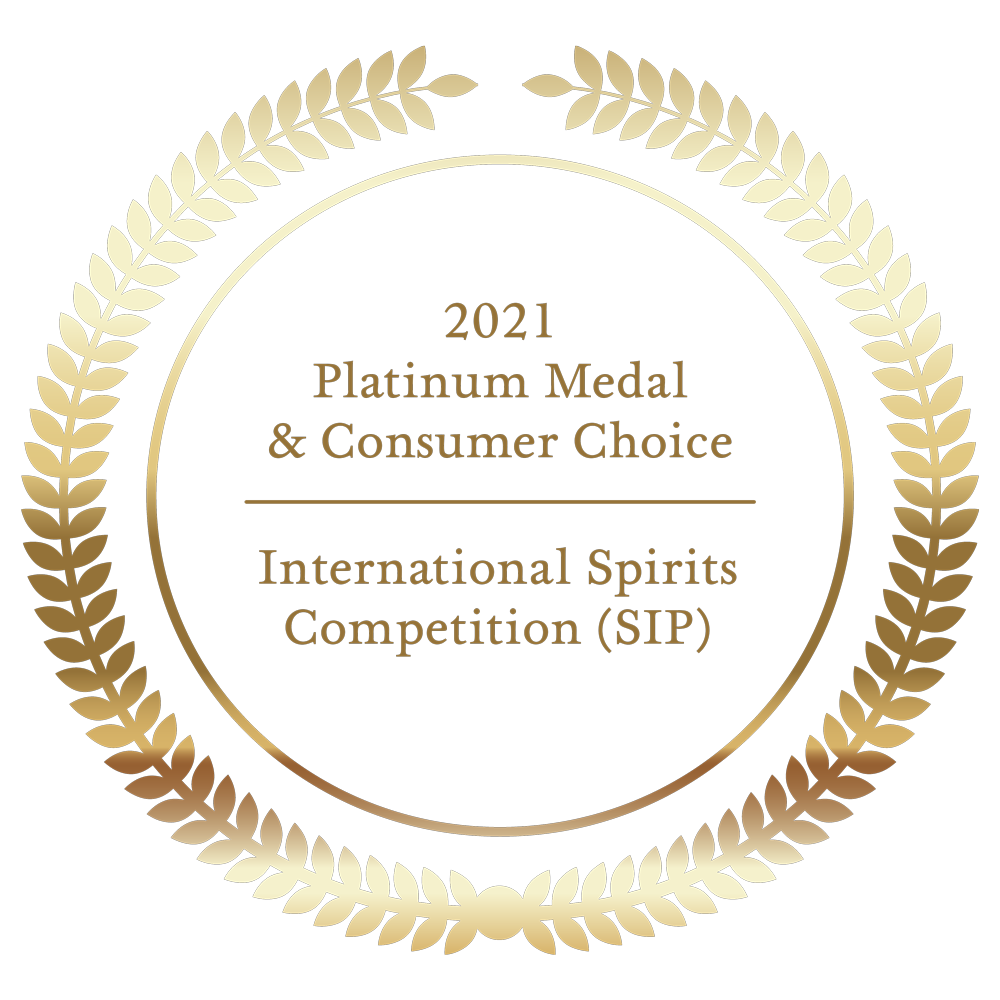 2021
Platinum Medal
& Consumer Choice
International Spirits
Competition (SIP)